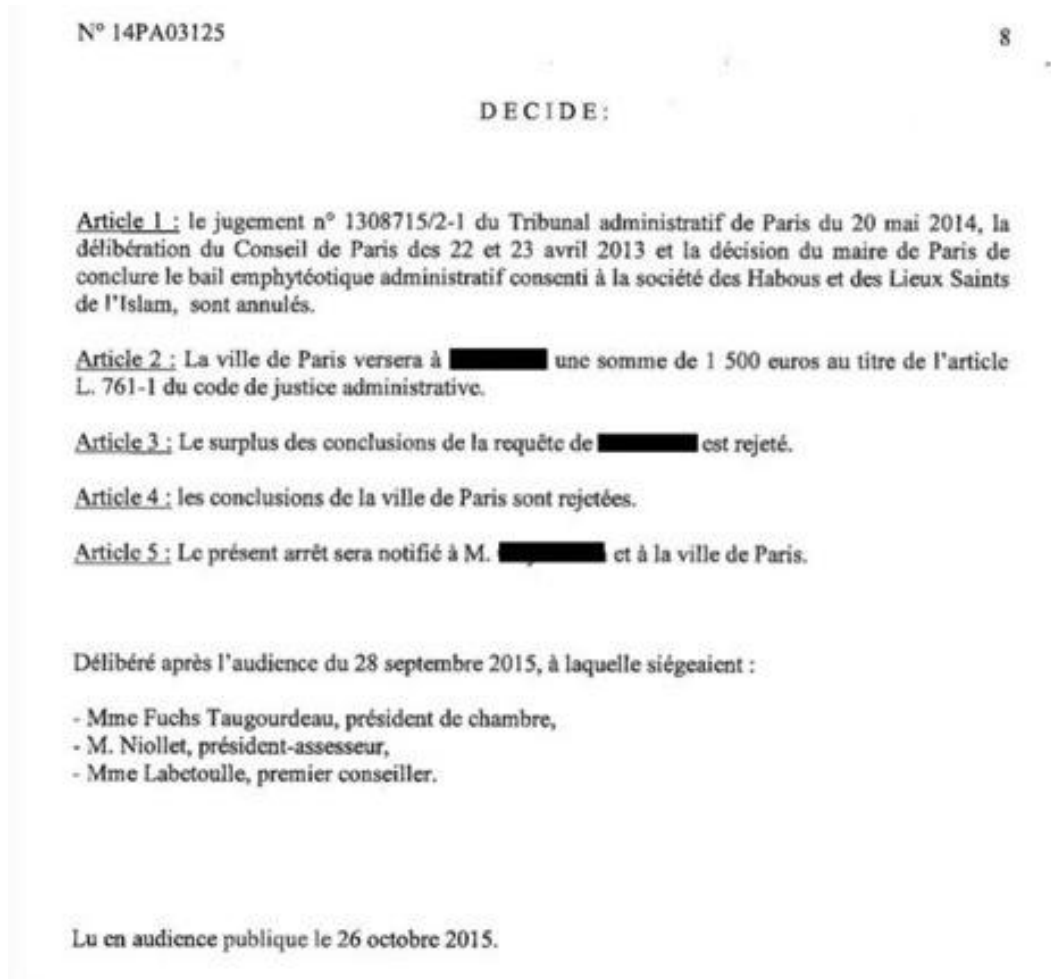 N° 14PA03125 8
DECIDE:
Article 1 : le jugement n° 1308715/2-1 du Tribunal administratif de Paris du 20 mai 2014, la
délibération du Conseil de Paris des 22 et 23 avril 2013 et la décision du maire de Paris de
conclure le bail emphytéotique administratif consenti à la société des Habous et des Lieux Saints
de l'Islam, sont annulés.
Article 2 : La ville de Paris versera à une somme de 1 500 euros au titre de l'article
L. 761-1 du code de justice administrative.
Article 3 : Le surplus des conclusions de la requête de est rejeté.
Article 4 : les conclusions de la ville de Paris sont rejetées.
Article 5 : Le présent arrêt sera notifié à M. et à la ville de Paris.
Délibéré après l'audience du 28 septembre 2015, à laquelle siégeaient :
- Mme Fuchs Taugourdeau, président de chambre,
- M. Niollet, président-assesseur,
- Mme Labetoulle, premier conseiller.
Lu en audience publique le 26 octobre 2015.